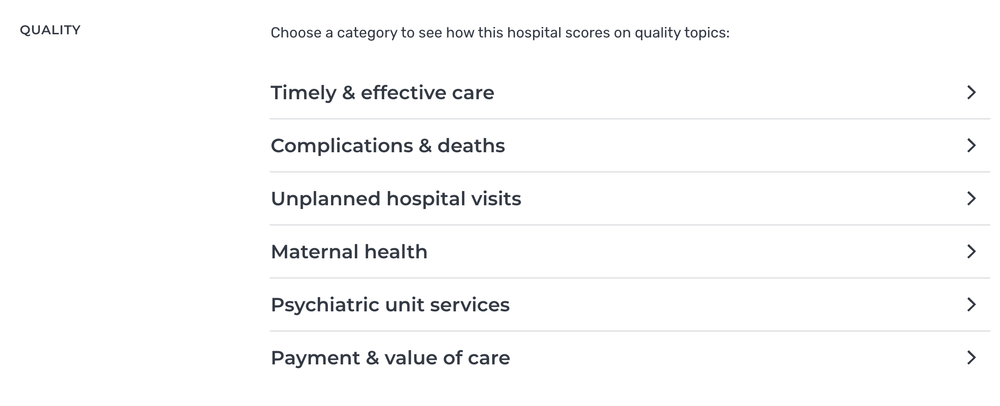 QUALITY
Choose a category to see how this hospital scores on quality topics:
Timely & effective care
Complications & deaths
Unplanned hospital visits
Maternal health
Psychiatric unit services
Payment & value of care